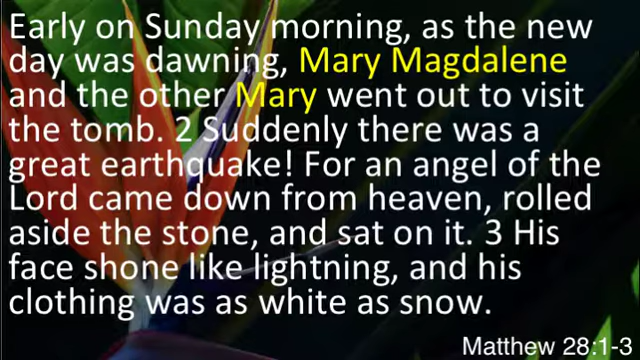 Early on Sunday morning, as the new
day was dawning, Mary Magdalene
and the other Mary went out to visit
the tomb. 2 Suddenly there was a
great earthquake! For an angel of the
Lord came down from heaven, rolled
aside the stone, and sat on it. 3 His
face shone like lightning, and his
clothing was as white as snow.
Matthew 28:1-3